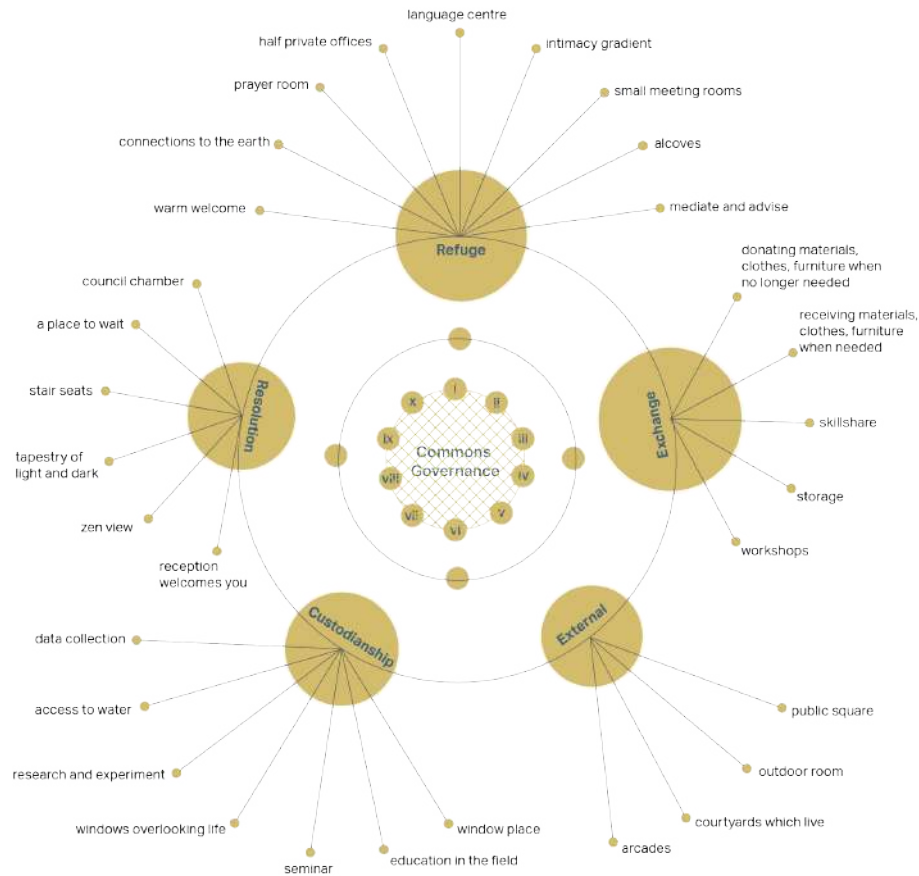 language centre
half private offices
intimacy gradient
prayer room
small meeting rooms
connections to the earth
alcoves
warm welcome
mediate and advise
Refuge
council chamber
a place to wait
stair seats
tapestry of
light and dark
zen view
reception
welcomes you
Resolution
donating materials,
clothes, furniture when
no longer needed
receiving materials,
clothes, furniture
when needed
skillshare
storage
workshops
Exchange
i
ii
iii
iv
v
vi
vii
viii
ix
x
Commons
Governance
Custodianship
data collection
access to water
research and experiment
windows overlooking life
seminar
education in the field
window place
External
public square
outdoor room
courtyards which live
arcades